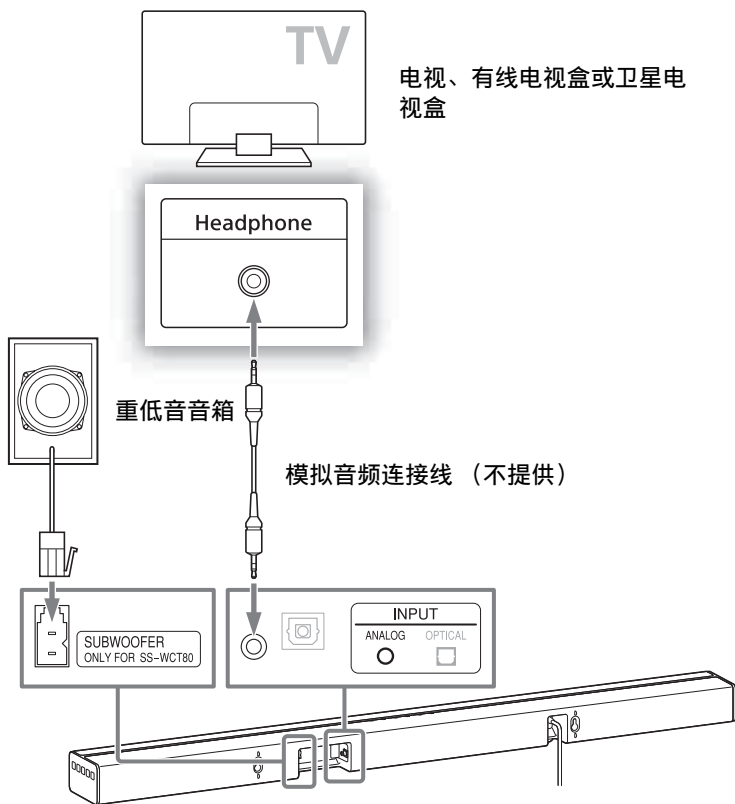 TV
电视、有线电视盒或卫星电
视盒
Headphone
重低音音箱
模拟音频连接线 （不提供）
SUBWOOFER
ONLY FOR SS–WCT80
INPUT
ANALOG
OPTICAL